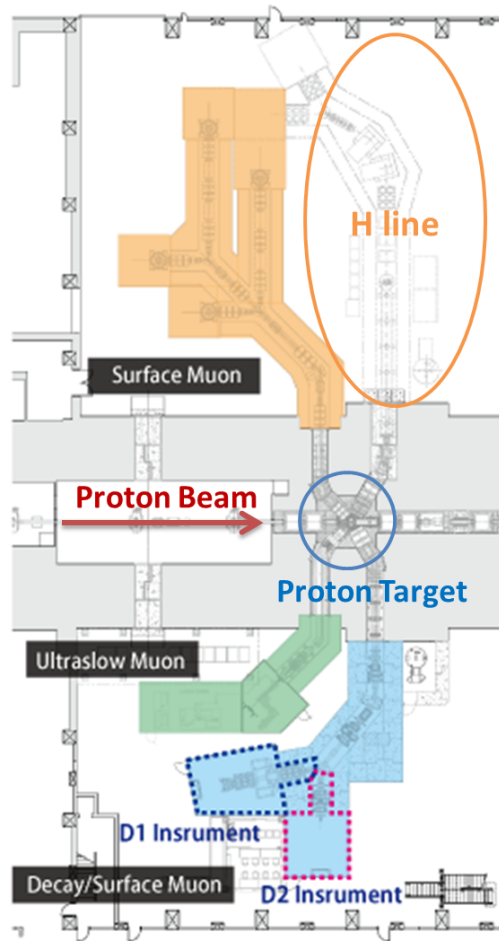 H line
Surface Muon
Proton Beam
Proton Target
Ultraslow Muon
D1 Insrument
Decay/Surface Muon
D2 Insrument